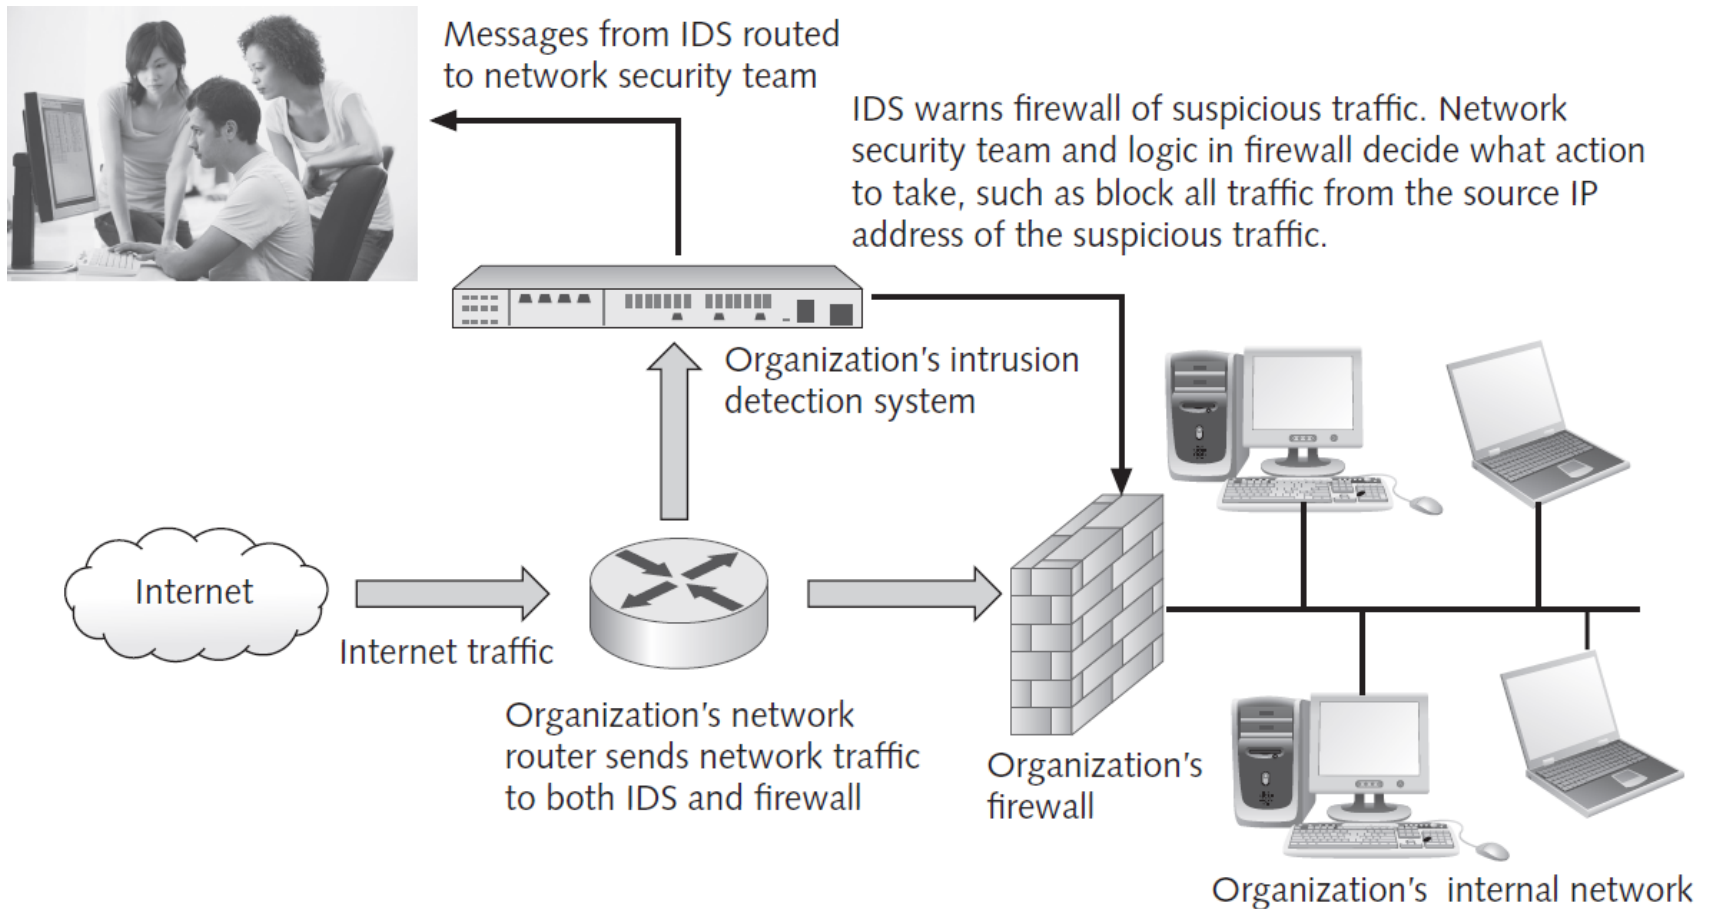 Messages from IDS routed
to network security team
IDS warns firewall of suspicious traffic. Network
security team and logic in firewall decide what action
to take, such as block all traffic from the source IP
address of the suspicious traffic.
Organization's intrusion
detection system
Internet
Internet traffic
Organization's network
router sends network traffic
to both IDS and firewall
Organization's
firewall
Organization's internal network